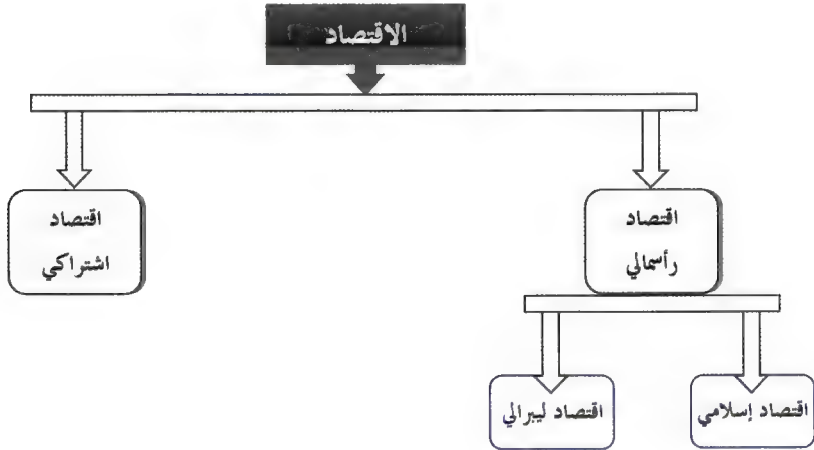 الاقتصاد
اقتصاد
رأسمالي
اقتصاد
اشتراكي
اقتصاد إسلامي
اقتصاد ليبرالي